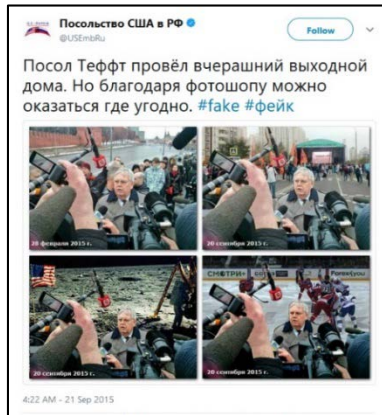 Посольство США в РФ
@USEmbRu
Follow
Посол Теффт провёл вчерашний выходной
дома. Но благодаря фотошопу можно
оказаться где угодно. #fake #фейк
20 февраля 2015 г.
20 сентября 2015 г.
СМОТРИ
20 сентября 2015 г.
20 сентября 2015 г.
4:22 AM - 21 Sep 2015